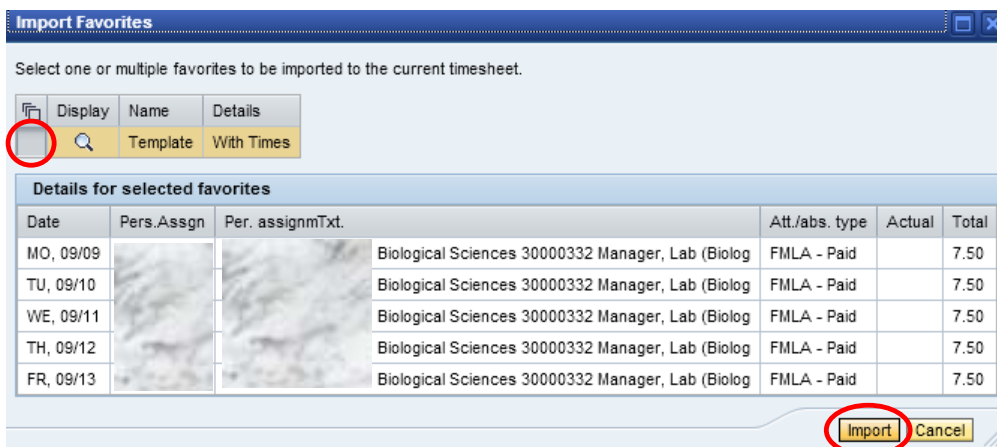 Import Favorites
Select one or multiple favorites to be imported to the current timesheet.
Display Name Details
Template With Times
Details for selected favorites
Date Pers.Assgn Per. assignmTxt. Att./abs. type Actual Total
MO, 09/09 Biological Sciences 30000332 Manager, Lab (Biolog FMLA - Paid 7.50
TU, 09/10 Biological Sciences 30000332 Manager, Lab (Biolog FMLA - Paid 7.50
WE, 09/11 Biological Sciences 30000332 Manager, Lab (Biolog FMLA - Paid 7.50
TH, 09/12 Biological Sciences 30000332 Manager, Lab (Biolog FMLA - Paid 7.50
FR, 09/13 Biological Sciences 30000332 Manager, Lab (Biolog FMLA - Paid 7.50
Import Cancel